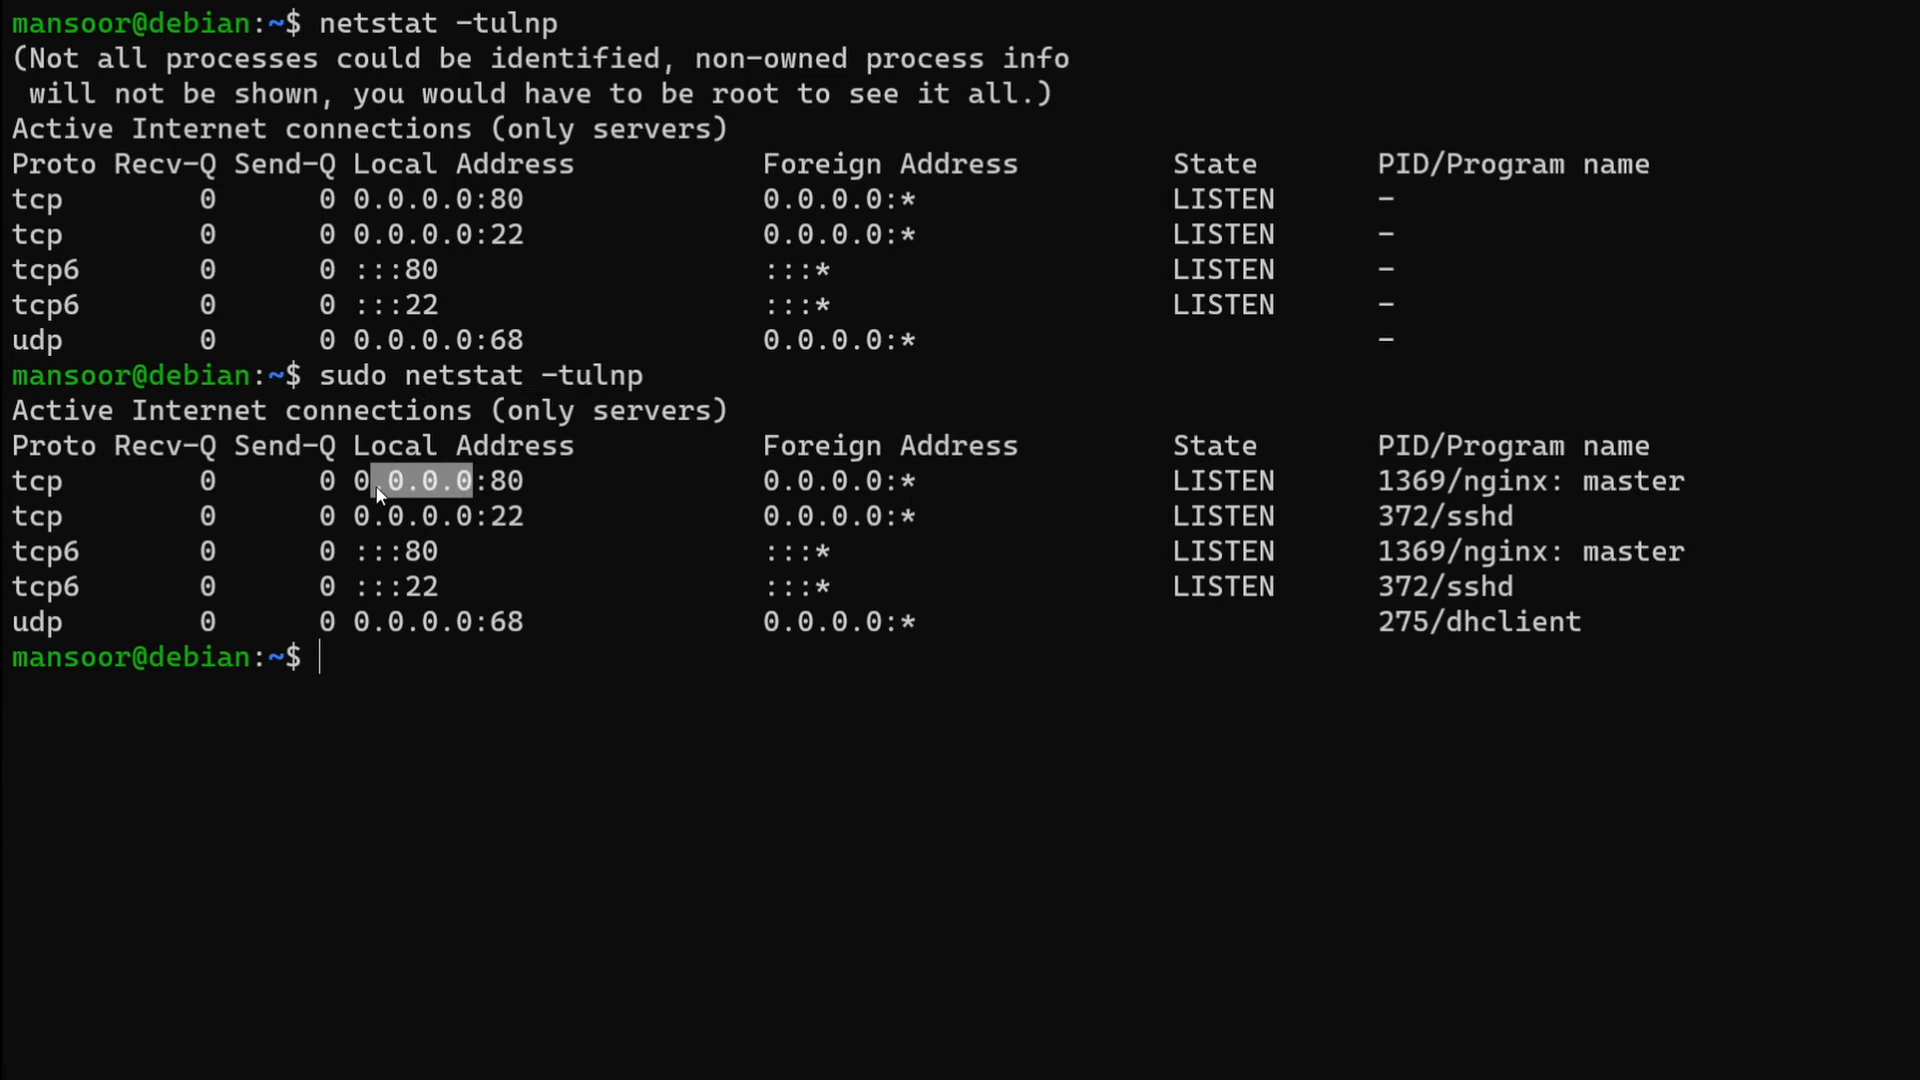 mansoor@debian:~$ netstat -tulnp
(Not all processes could be identified, non-owned process info
 will not be shown, you would have to be root to see it all.)
Active Internet connections (only servers)
Proto Recv-Q Send-Q Local Address           Foreign Address         State       PID/Program name
tcp        0      0 0.0.0.0:80              0.0.0.0:*               LISTEN      -
tcp        0      0 0.0.0.0:22              0.0.0.0:*               LISTEN      -
tcp6       0      0 :::80                   :::*                    LISTEN      -
tcp6       0      0 :::22                   :::*                    LISTEN      -
udp        0      0 0.0.0.0:68              0.0.0.0:*                           -
mansoor@debian:~$ sudo netstat -tulnp
Active Internet connections (only servers)
Proto Recv-Q Send-Q Local Address           Foreign Address         State       PID/Program name
tcp        0      0 0.0.0.0:80              0.0.0.0:*               LISTEN      1369/nginx: master
tcp        0      0 0.0.0.0:22              0.0.0.0:*               LISTEN      372/sshd
tcp6       0      0 :::80                   :::*                    LISTEN      1369/nginx: master
tcp6       0      0 :::22                   :::*                    LISTEN      372/sshd
udp        0      0 0.0.0.0:68              0.0.0.0:*                           275/dhclient
mansoor@debian:~$